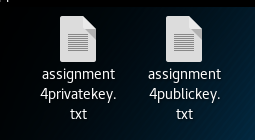 assignment
4privatekey.
txt
assignment
4publickey.
txt